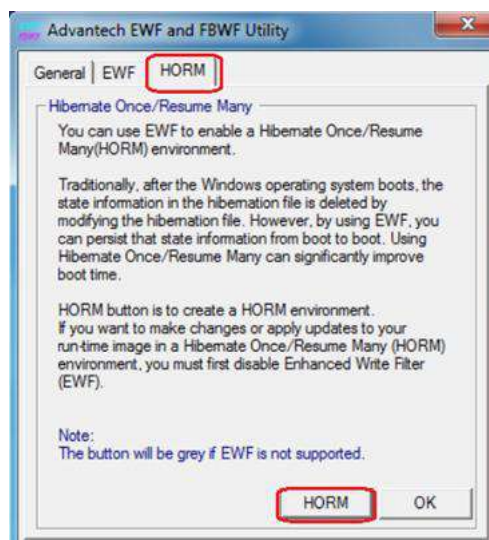 Advantech EWF and FBWF Utility
General EWF HORM
Hibernate Once/Resume Many
You can use EWF to enable a Hibernate Once/Resume
Many(HORM) environment.
Traditionally, after the Windows operating system boots, the
state information in the hibernation file is deleted by
modifying the hibernation file. However, by using EWF, you
can persist that state information from boot to boot. Using
Hibernate Once/Resume Many can significantly improve
boot time.
HORM button is to create a HORM environment.
If you want to make changes or apply updates to your
run-time image in a Hibernate Once/Resume Many (HORM)
environment, you must first disable Enhanced Write Filter
(EWF).
Note:
The button will be grey if EWF is not supported.
HORM OK